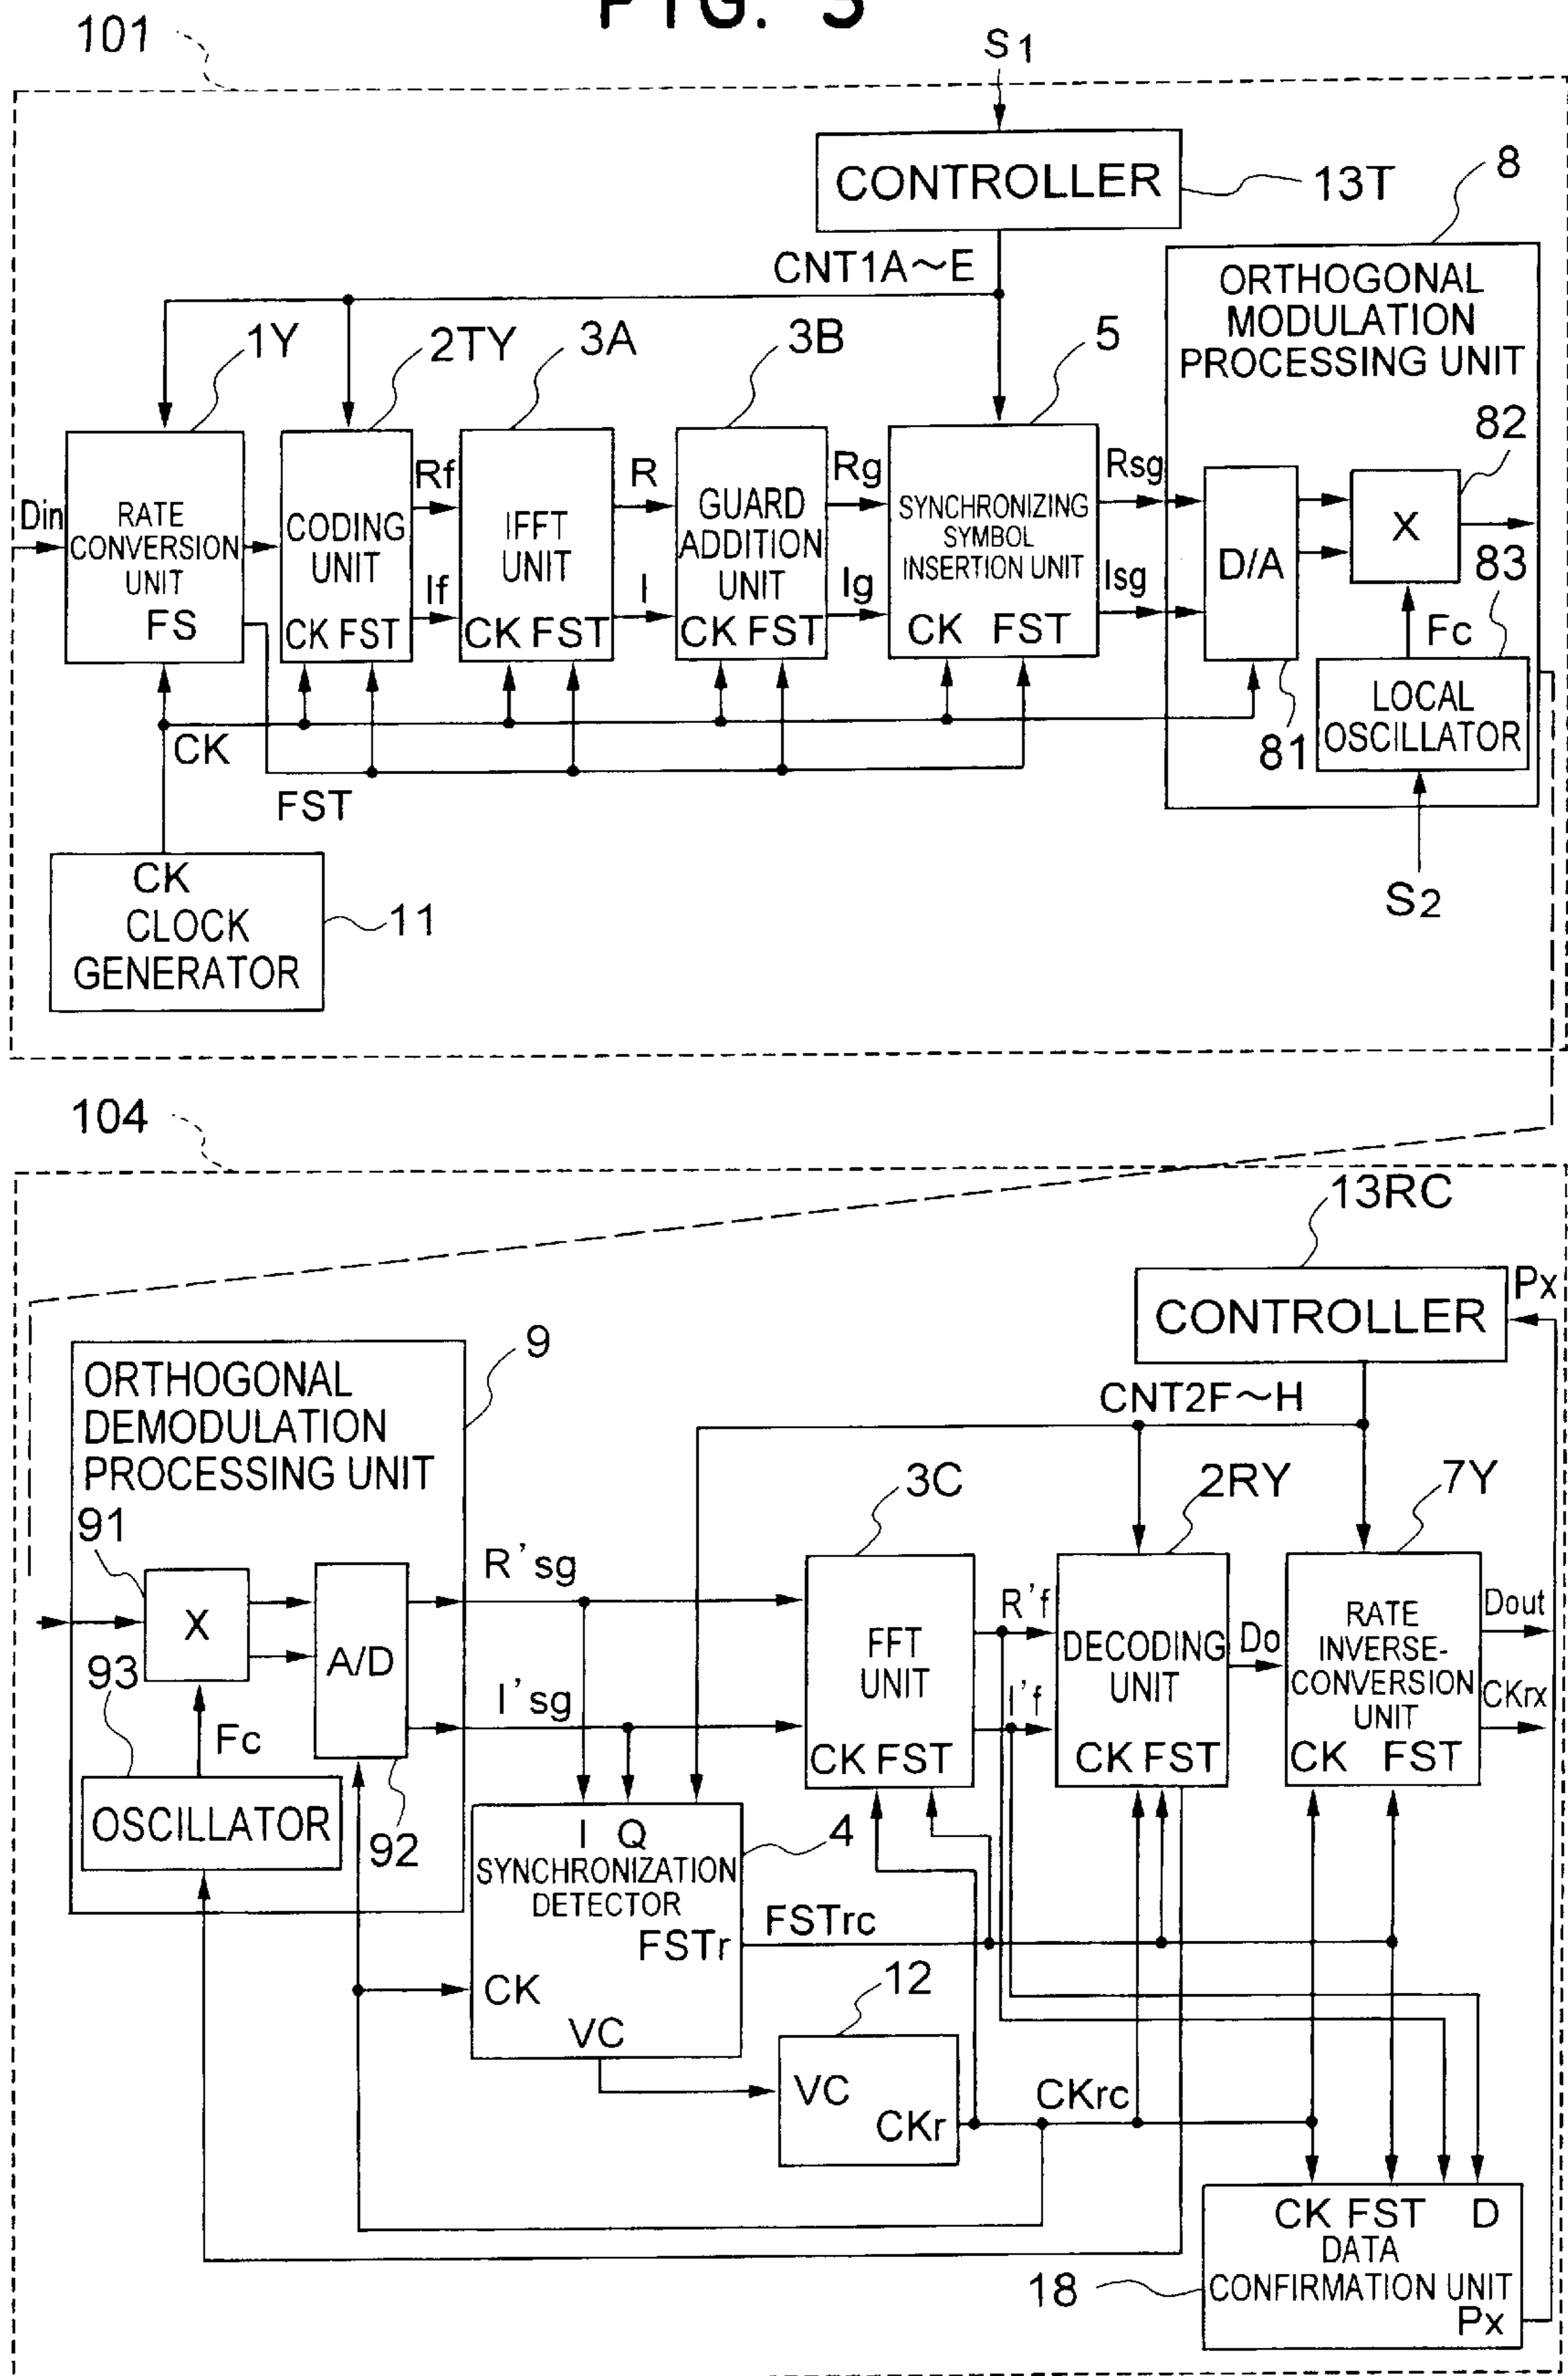 FIG. 5
101
S1
CONTROLLER
13T
8
CNT1A～E
ORTHOGONAL
MODULATION
PROCESSING UNIT
1Y
2TY
3A
3B
5
82
Din
RATE
CONVERSION
UNIT
FS
CODING
UNIT
CK FST
Rf
If
IFFT
UNIT
CK FST
R
I
GUARD
ADDITION
UNIT
CK FST
Rg
Ig
SYNCHRONIZING
SYMBOL
INSERTION UNIT
CK FST
Rsg
Isg
D/A
X
83
Fc
LOCAL
OSCILLATOR
81
CK
FST
S2
CK
CLOCK
GENERATOR
11
104
13RC
CONTROLLER
Px
9
ORTHOGONAL
DEMODULATION
PROCESSING UNIT
CNT2F～H
3C
2RY
7Y
91
X
93
A/D
Fc
OSCILLATOR
92
R'sg
I'sg
FFT
UNIT
CK FST
R'f
I'f
DECODING
UNIT
CK FST
Do
RATE
INVERSE-
CONVERSION
UNIT
CK FST
Dout
CKrx
I Q
SYNCHRONIZATION
DETECTOR
FSTr
CK
VC
4
FSTrc
12
VC
CKr
CKrc
CK FST D
DATA
CONFIRMATION UNIT
Px
18